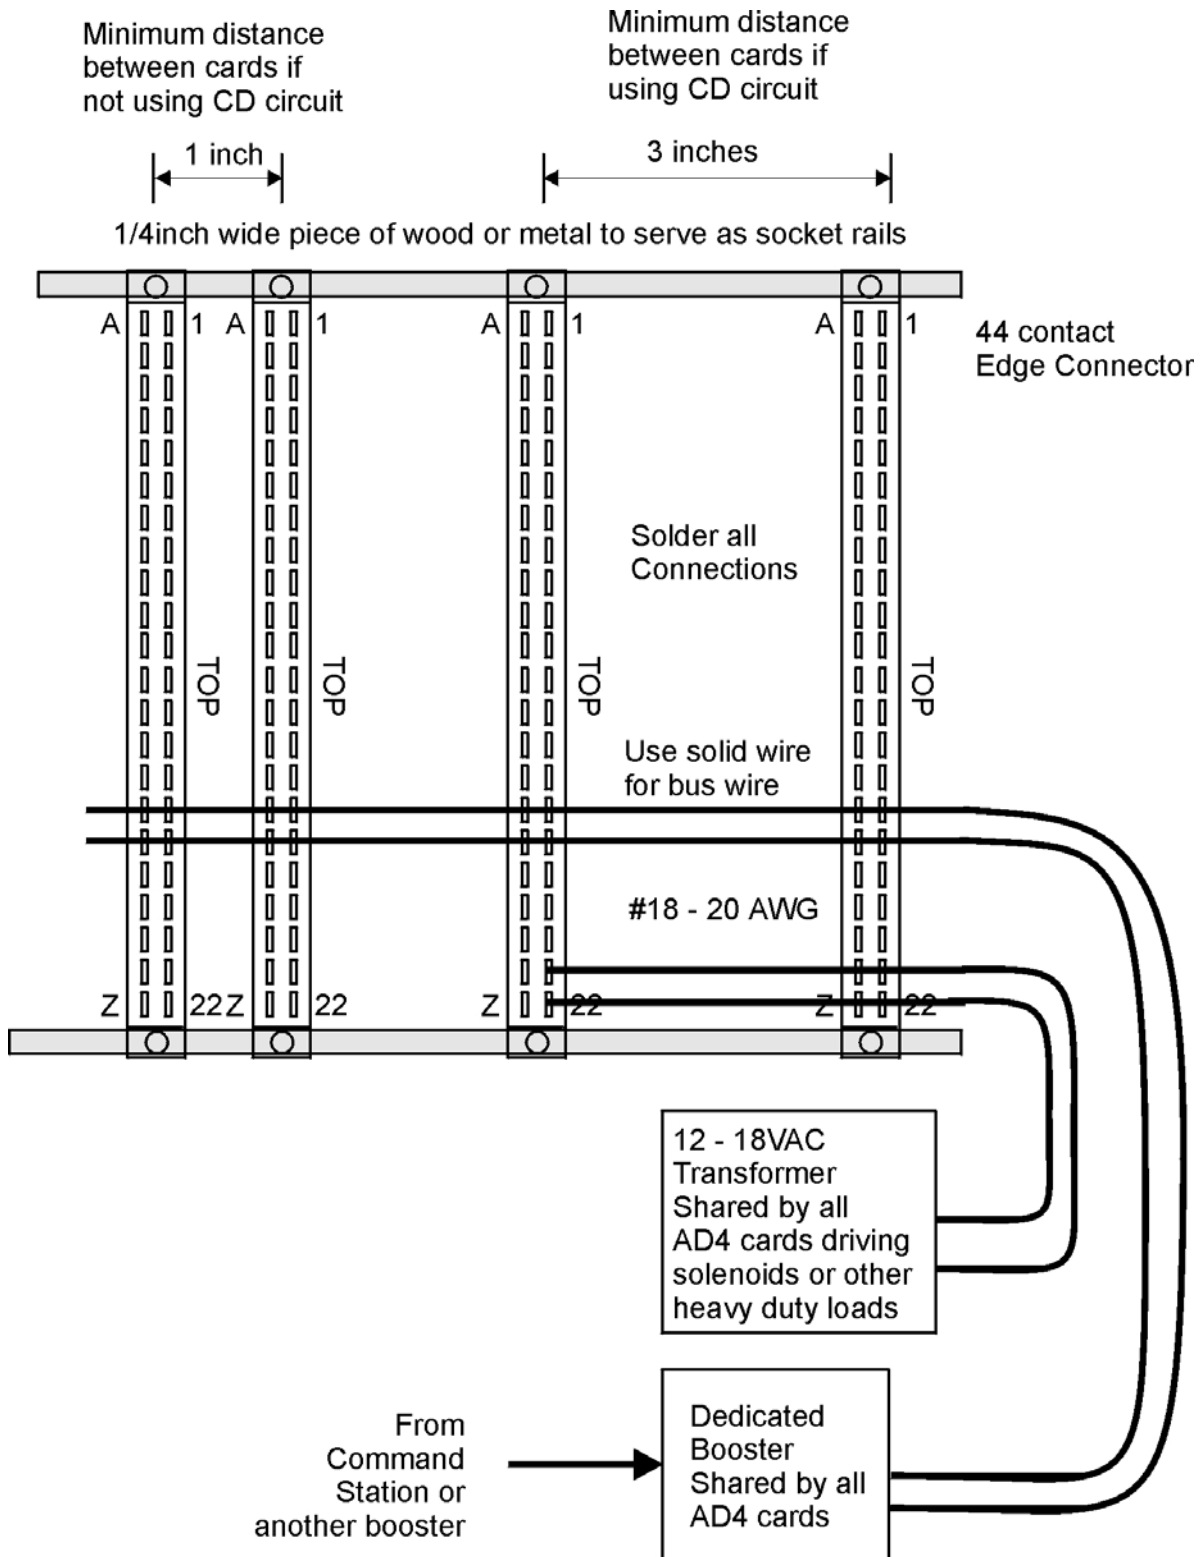 Minimum distance
between cards if
not using CD circuit
Minimum distance
between cards if
using CD circuit
1 inch
3 inches
1/4inch wide piece of wood or metal to serve as socket rails
A 1 A 1 A 1 A 1
44 contact
Edge Connector
Solder all
Connections
TOP TOP TOP TOP
Use solid wire
for bus wire
#18 - 20 AWG
Z 22 Z 22 Z 22 Z 22
12 - 18VAC
Transformer
Shared by all
AD4 cards driving
solenoids or other
heavy duty loads
From
Command
Station or
another booster
Dedicated
Booster
Shared by all
AD4 cards